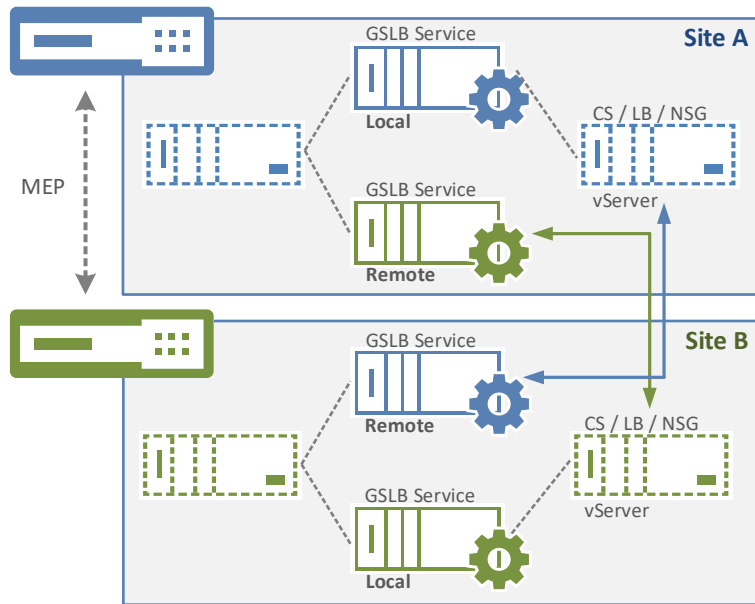 GSLB Service
Site A
Local
CS / LB / NSG
MEP
GSLB Service
vServer
Remote
GSLB Service
Site B
Remote
CS / LB / NSG
GSLB Service
vServer
Local